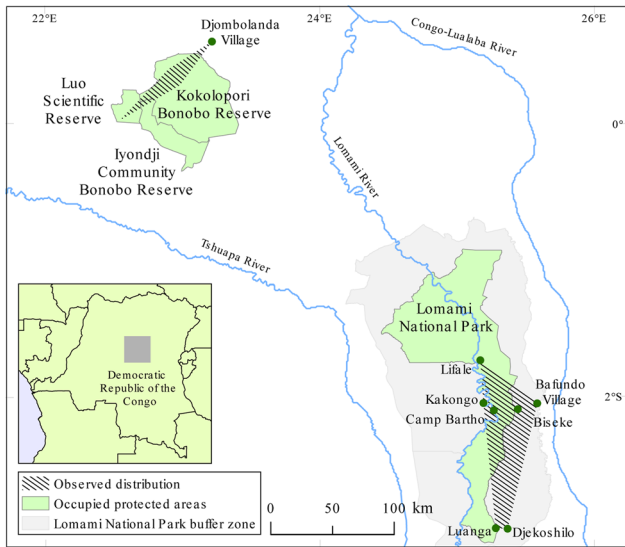 22°E
24°E
26°E
Djombolanda
Village
Congo-Lualaba River
Luo
Scientific
Reserve
Kokolopori
Bonobo Reserve
0°
Iyondji
Community
Bonobo Reserve
Lomami River
Tshuapa River
Lomami
National Park
Democratic
Republic of the
Congo
Lifale
Bafundo
Village
Kakongo
2°S
Camp Bartho
Biseke
Observed distribution
Occupied protected areas
Lomami National Park buffer zone
0 50 100 km
Luanga
Djekoshilo